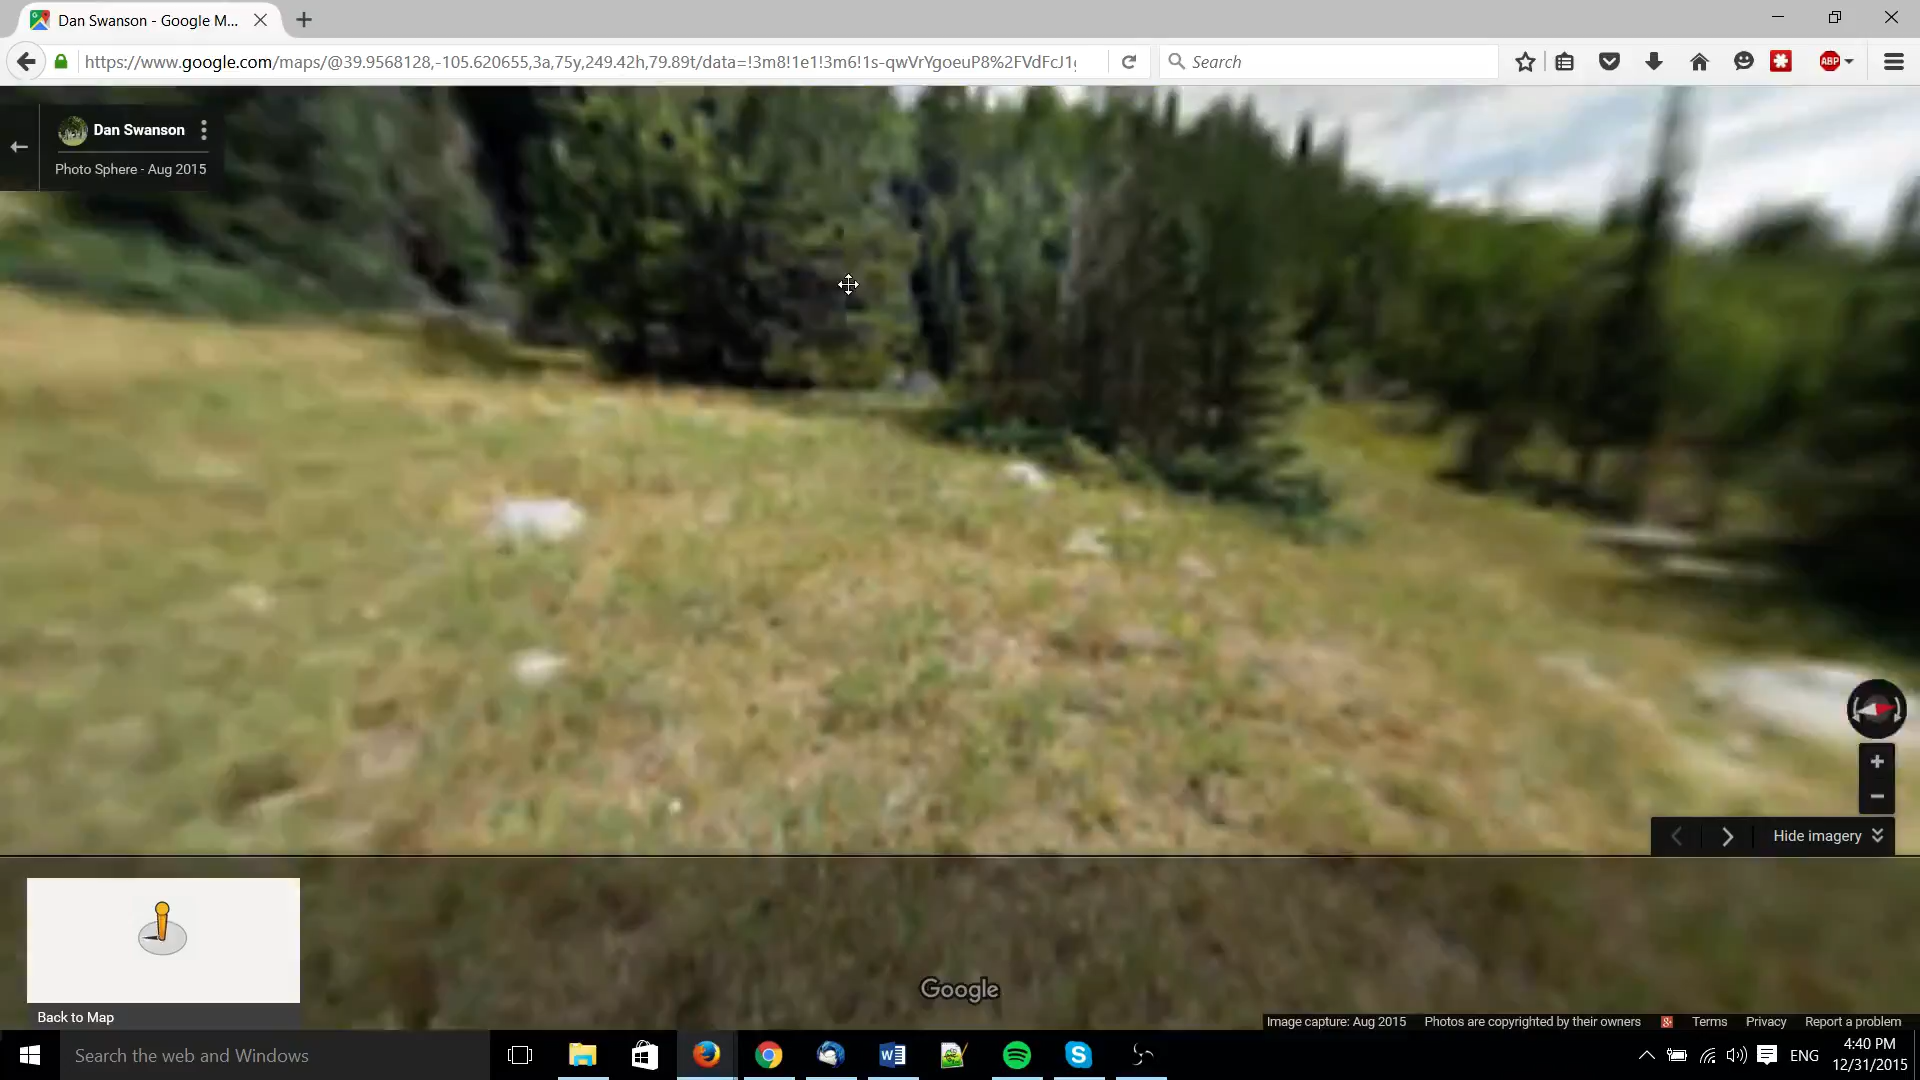 Dan Swanson - Google M...
https://www.google.com/maps/@39.9568128,-105.620655,3a,75y,249.42h,79.89t/data=!3m8!1e1!3m6!1s-qwVrYgoeuP8%2FVdFcJ1
Search
ABP
Dan Swanson
Photo Sphere - Aug 2015
Hide imagery
Google
Back to Map
Image capture: Aug 2015 Photos are copyrighted by their owners Terms Privacy Report a problem
Search the web and Windows
ENG
4:40 PM
12/31/2015